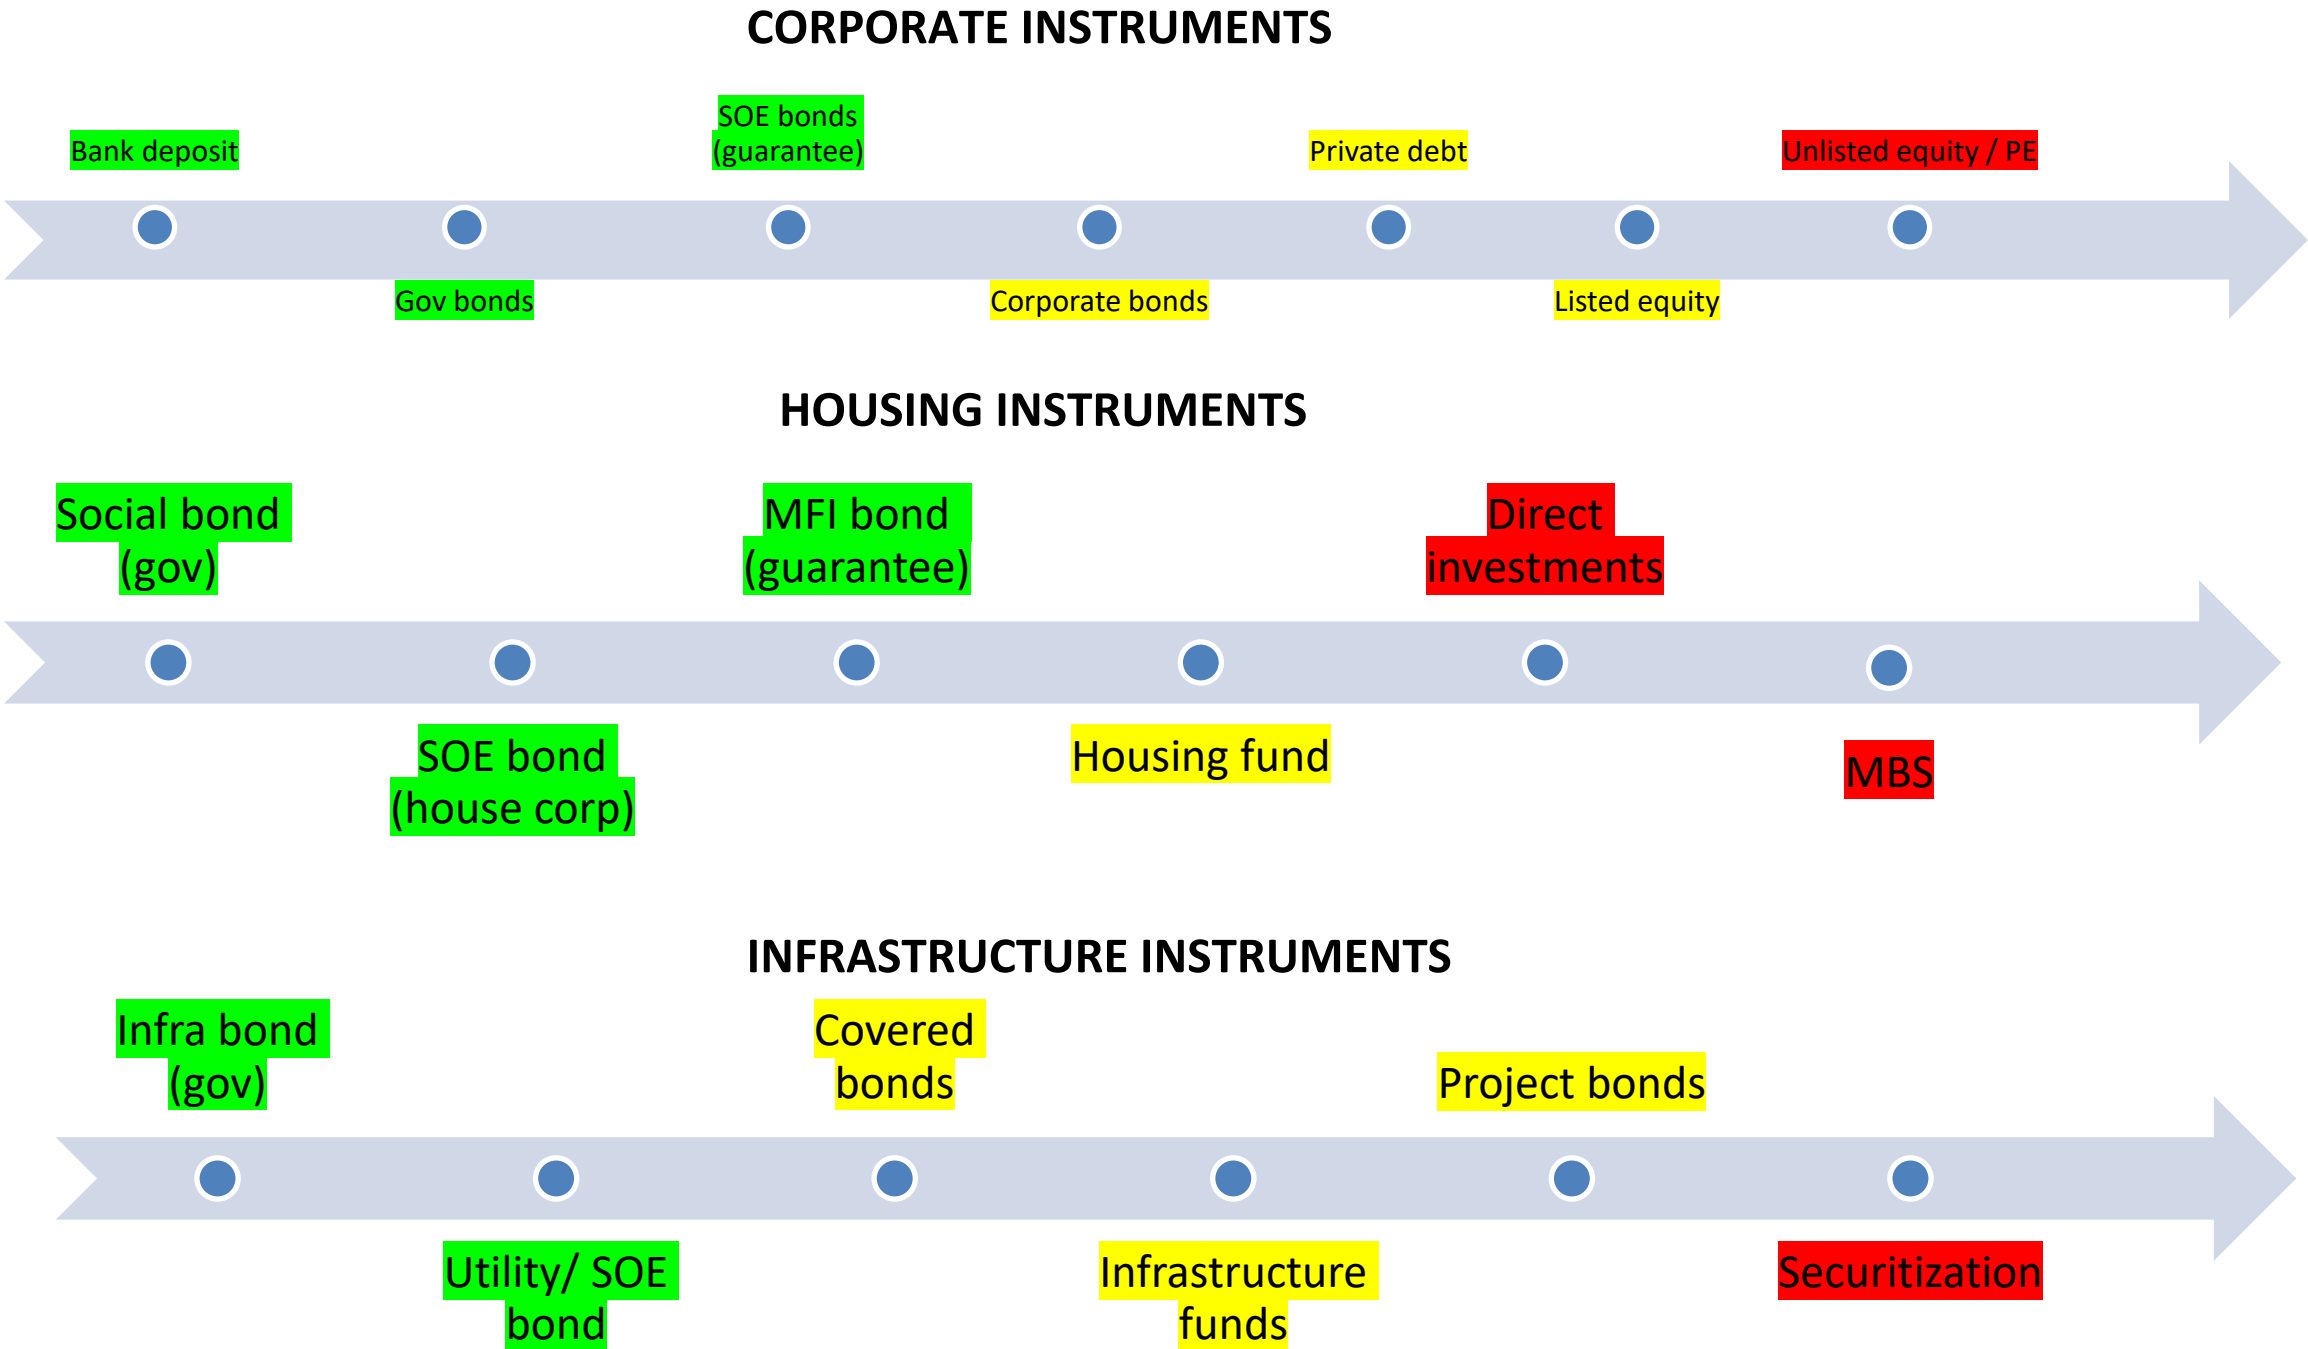 CORPORATE INSTRUMENTS
SOE bonds
(guarantee)
Bank deposit
Private debt
Unlisted equity / PE
Gov bonds
Corporate bonds
Listed equity
HOUSING INSTRUMENTS
Social bond
(gov)
MFI bond
(guarantee)
Direct
investments
SOE bond
(house corp)
Housing fund
MBS
INFRASTRUCTURE INSTRUMENTS
Infra bond
(gov)
Covered
bonds
Project bonds
Utility/ SOE
bond
Infrastructure
funds
Securitization